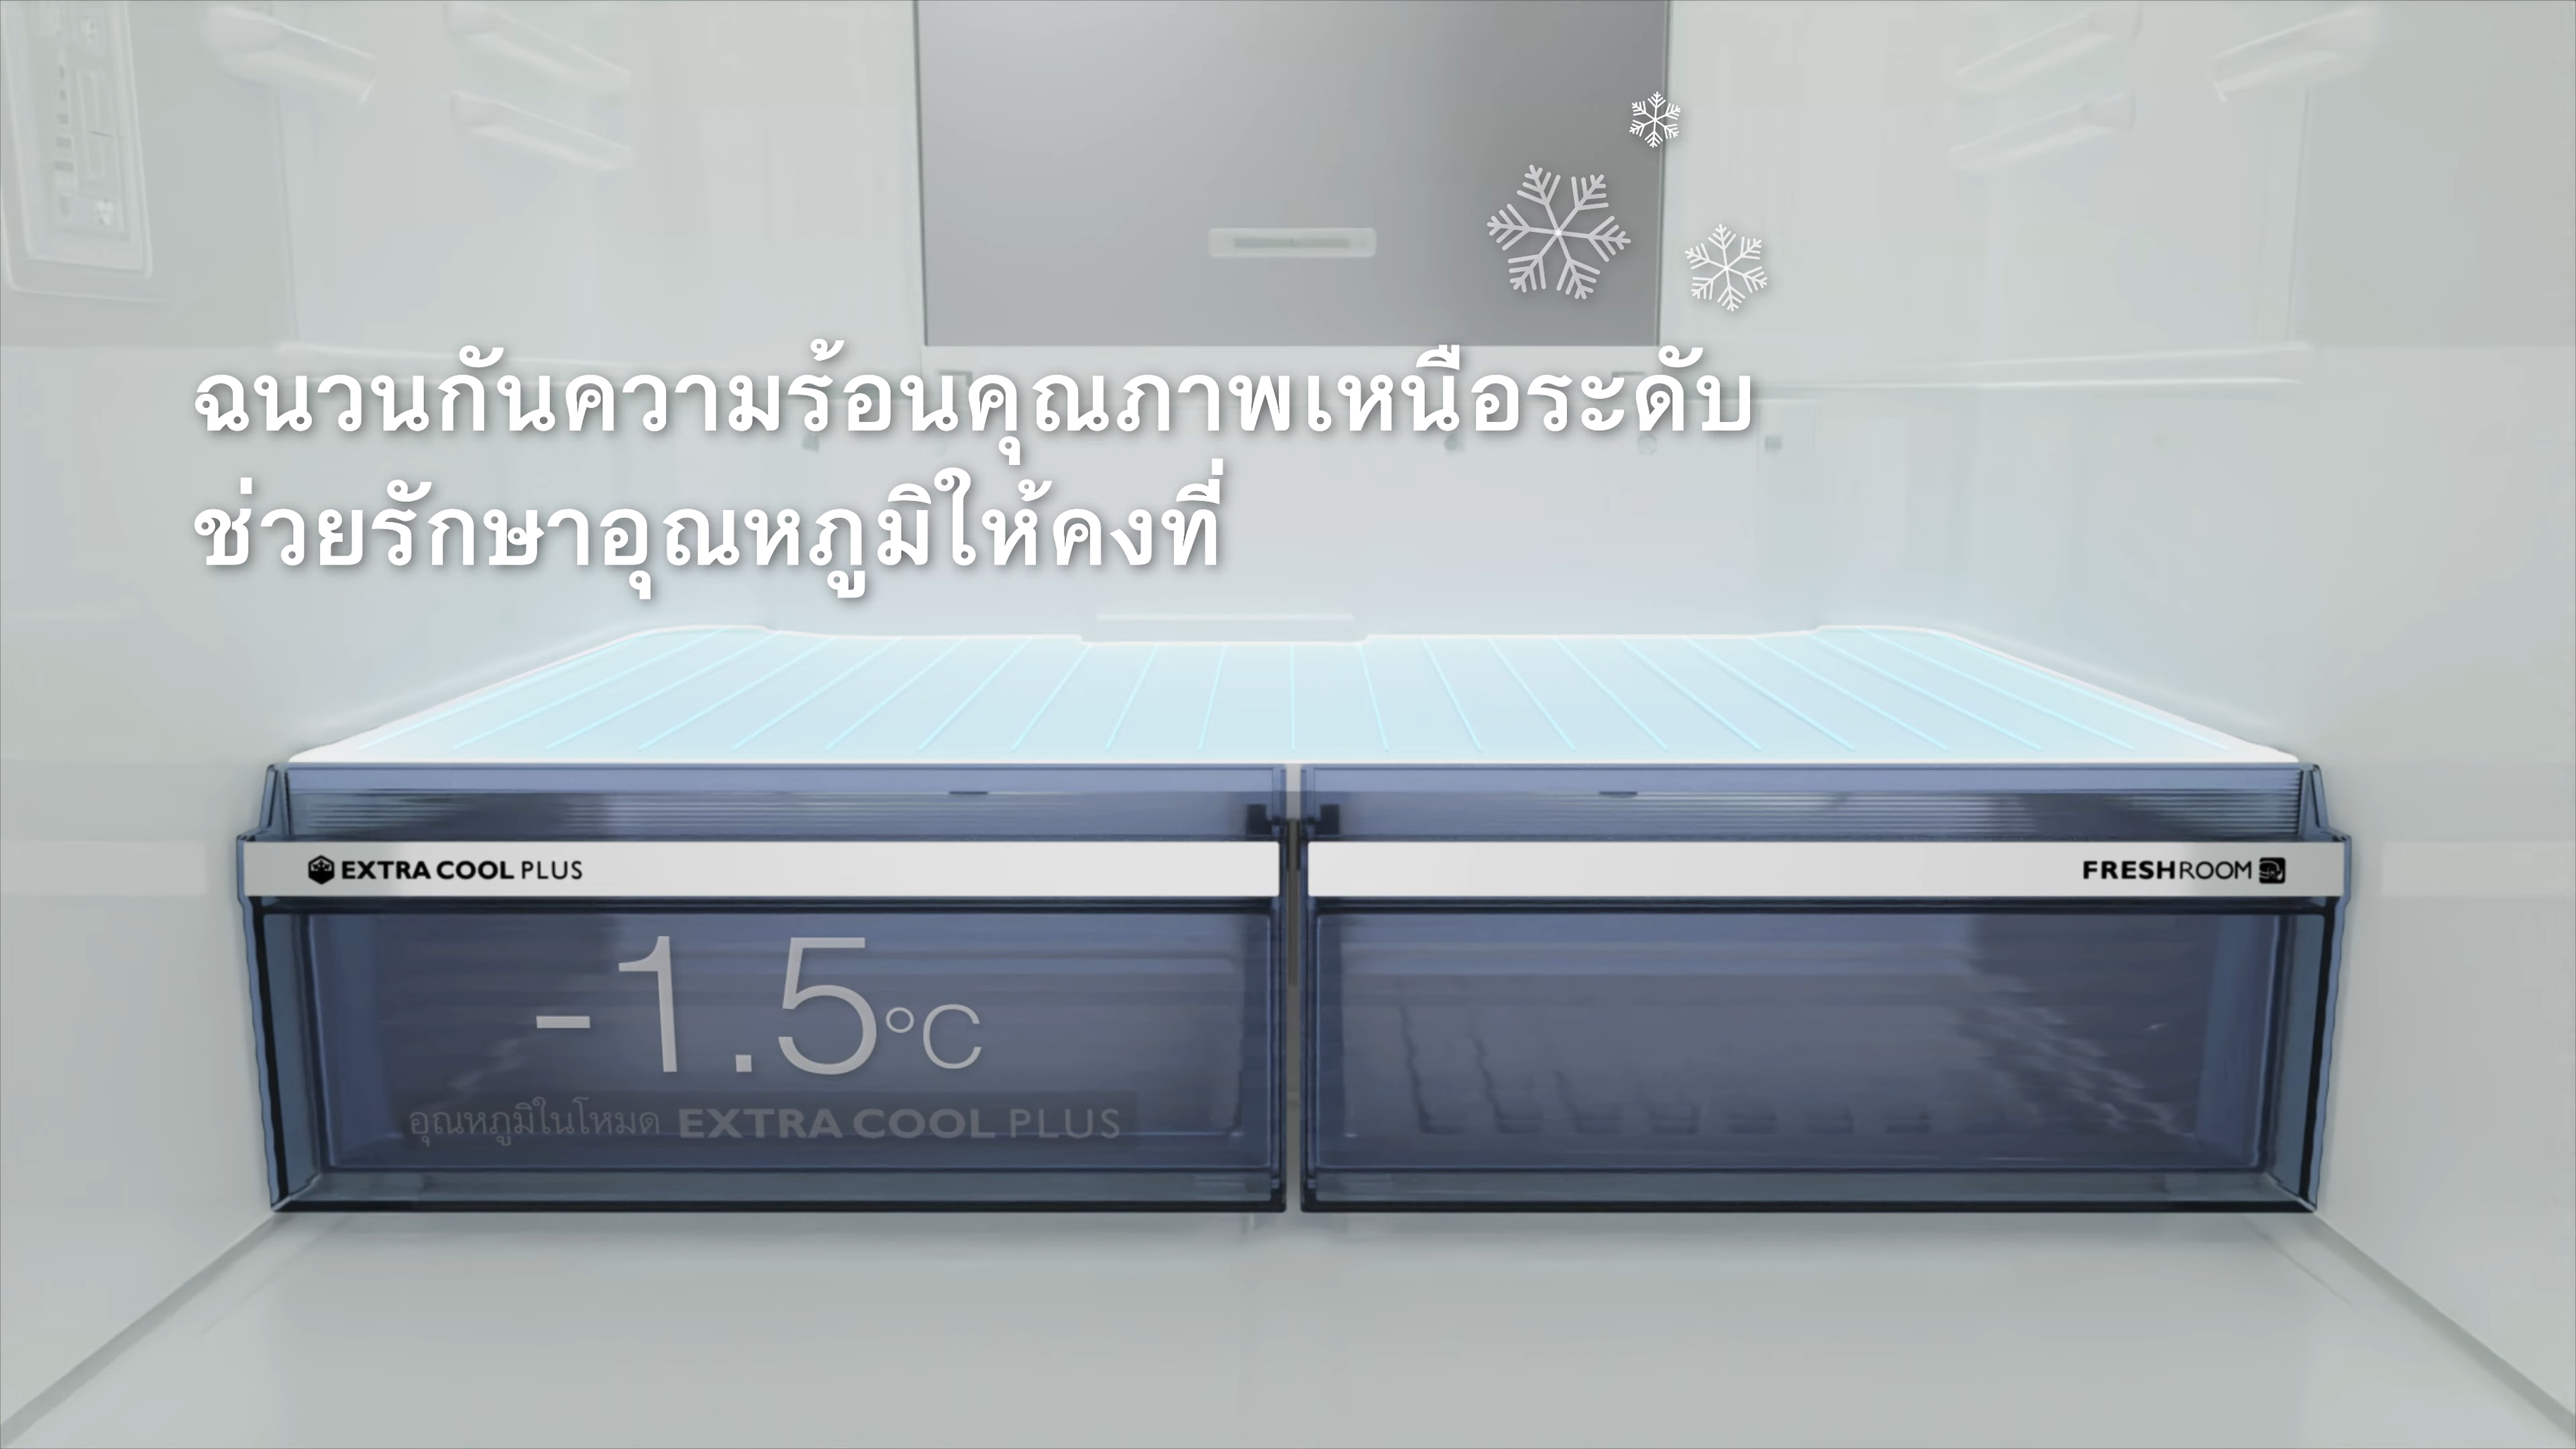 ฉนวนกันความร้อนคุณภาพเหนือระดับ
ช่วยรักษาอุณหภูมิให้คงที่
EXTRA COOL PLUS
FRESHROOM
-1.5°C
อุณหภูมิในโหมด EXTRA COOL PLUS